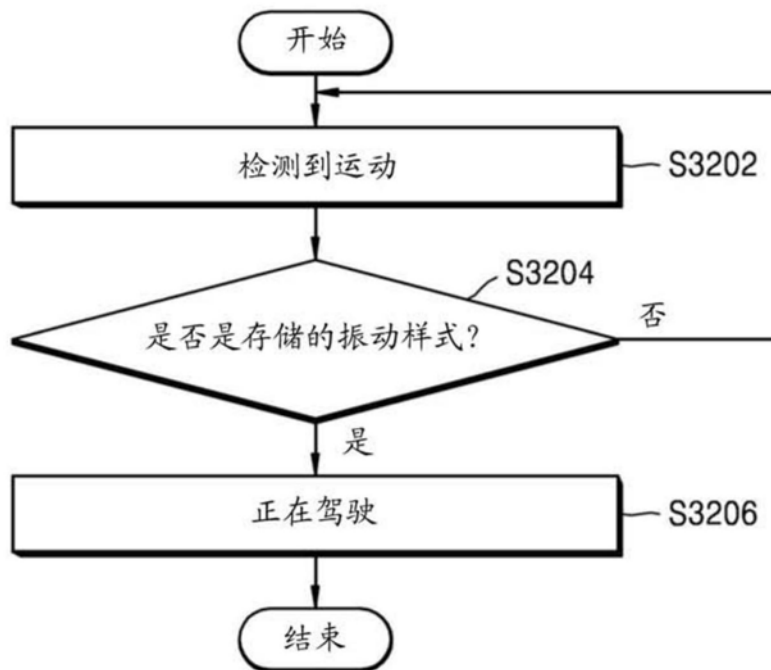 开始
检测到运动
S3202
S3204
是否是存储的振动样式?
否
是
正在驾驶
S3206
结束